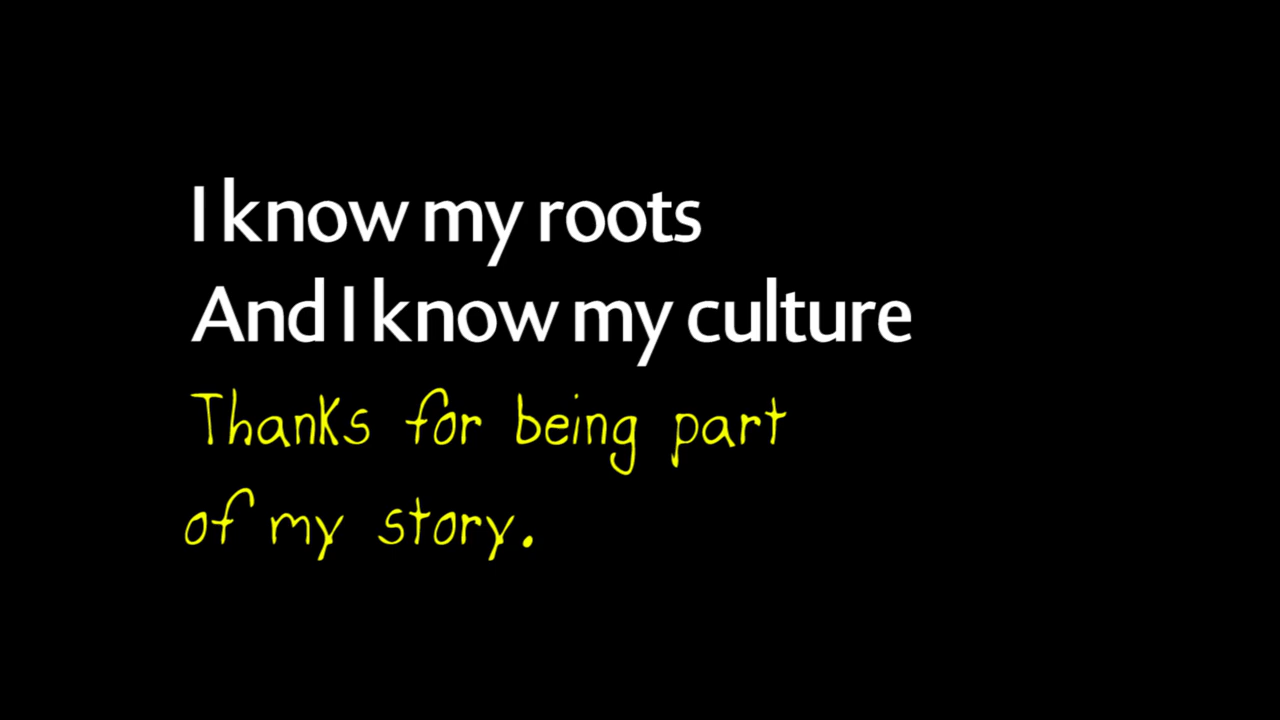 I know my roots
And I know my culture
Thanks for being part
of my story.